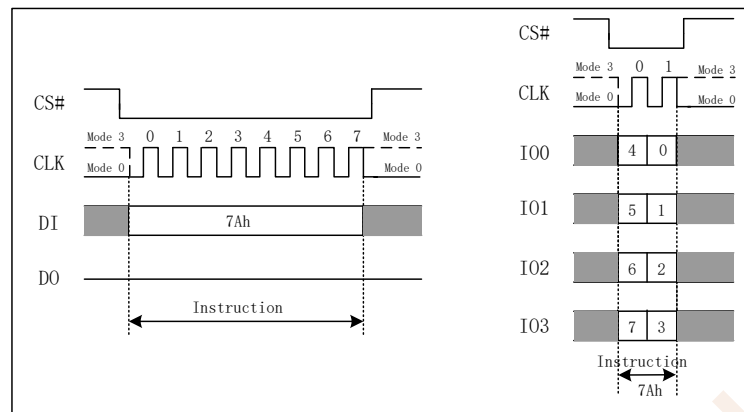 CS#
Mode 3 0 1 2 3 4 5 6 7 Mode 3
CLK
Mode 0 Mode 0
DI 7Ah
DO
Instruction
CS#
Mode 3 0 1 Mode 3
CLK
Mode 0 Mode 0
IO0 4 0
IO1 5 1
IO2 6 2
IO3 7 3
Instruction
7Ah